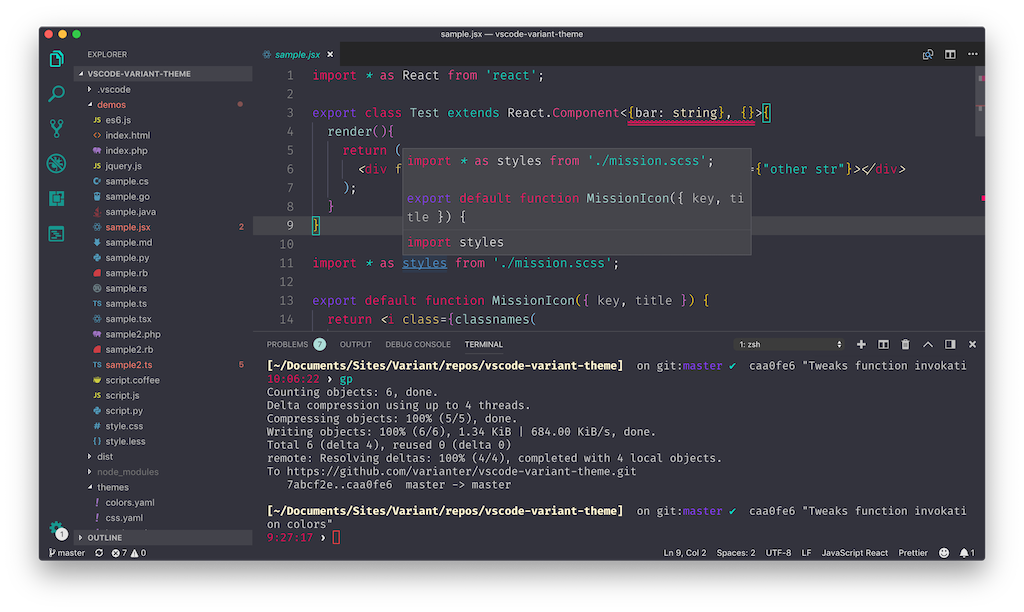 sample.jsx — vscode-variant-theme
EXPLORER
VSCODE-VARIANT-THEME
.vscode
demos
JS es6.js
<> index.html
index.php
JS jquery.js
sample.cs
sample.go
sample.java
sample.jsx 2
sample.md
sample.py
sample.rb
sample.rs
TS sample.ts
sample.tsx
sample2.php
sample2.rb
TS sample2.ts 5
script.coffee
JS script.js
script.py
# style.css
{} style.less
dist
node_modules
themes
! colors.yaml
! css.yaml
OUTLINE
1
sample.jsx ×
1 import * as React from 'react';
2
3 export class Test extends React.Component<{bar: string}, {}>{
4 render(){
5 return (
6 <div f ={"other str"}></div>
7 );
8 }
9 }
10
11 import * as styles from './mission.scss';
12
13 export default function MissionIcon({ key, title }) {
14 return <i class={classnames(
import * as styles from './mission.scss';
export default function MissionIcon({ key, ti
tle }) {
import styles
PROBLEMS 7 OUTPUT DEBUG CONSOLE TERMINAL 1: zsh
[~/Documents/Sites/Variant/repos/vscode-variant-theme] on git:master ✔ caa0fe6 "Tweaks function invokati
10:06:22 › gp
Counting objects: 6, done.
Delta compression using up to 4 threads.
Compressing objects: 100% (5/5), done.
Writing objects: 100% (6/6), 1.34 KiB | 684.00 KiB/s, done.
Total 6 (delta 4), reused 0 (delta 0)
remote: Resolving deltas: 100% (4/4), completed with 4 local objects.
To https://github.com/varianter/vscode-variant-theme.git
7abcf2e..caa0fe6 master -> master
[~/Documents/Sites/Variant/repos/vscode-variant-theme] on git:master ✔ caa0fe6 "Tweaks function invokati
on colors"
9:27:17 ›
master 7 0 Ln 9, Col 2 Spaces: 2 UTF-8 LF JavaScript React Prettier 1